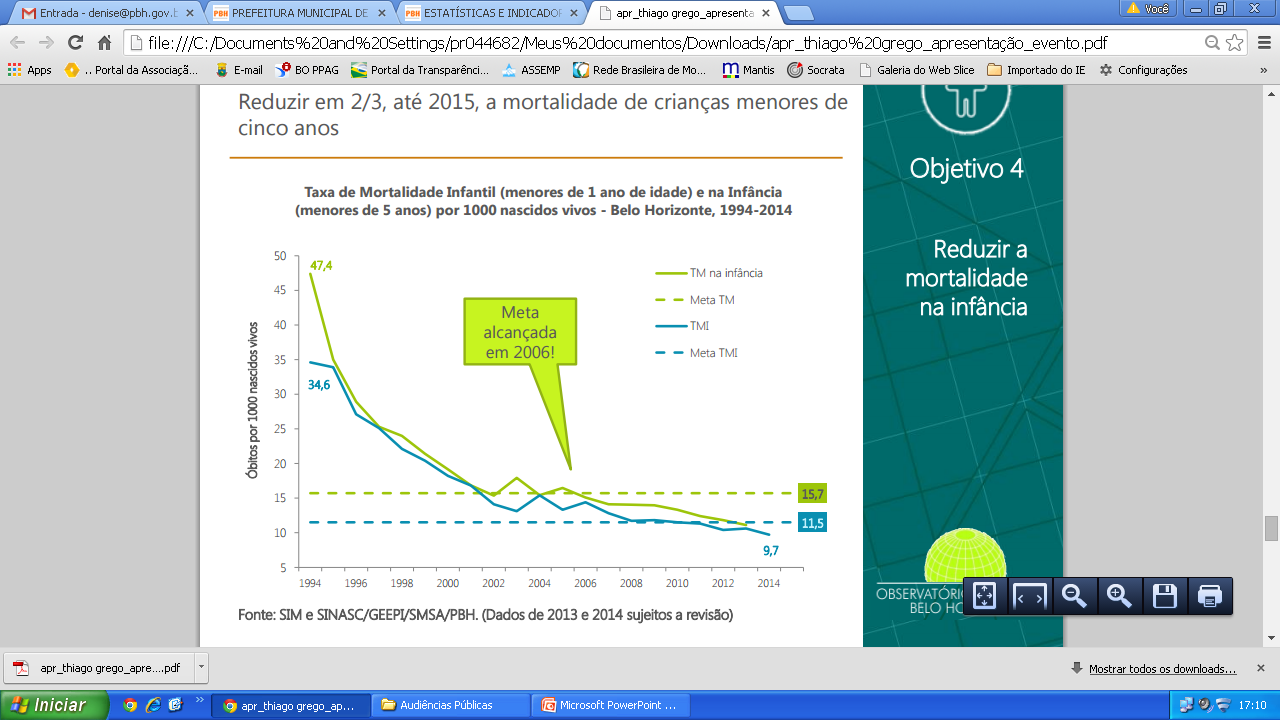 Entrada - denise@pbh.gov.b
PREFEITURA MUNICIPAL DE
ESTATÍSTICAS E INDICADOR
apr_thiago grego_apresenta
Você
file:///C:/Documents%20and%20Settings/pr044682/Meus%20documentos/Downloads/apr_thiago%20grego_apresentaão_evento.pdf
Apps
.. Portal da Associaçã...
E-mail
BO PPAG
Portal da Transparênci...
ASSEMP
Rede Brasileira de Mo...
Mantis
Socrata
Galeria do Web Slice
Importado do IE
Configurações
»
Reduzir em 2/3, até 2015, a mortalidade de crianças menores de
cinco anos
Objetivo 4
Reduzir a
mortalidade
na infância
Taxa de Mortalidade Infantil (menores de 1 ano de idade) e na Infância
(menores de 5 anos) por 1000 nascidos vivos - Belo Horizonte, 1994-2014
Óbitos por 1000 nascidos vivos
50
45
40
35
30
25
20
15
10
5
47,4
34,6
Meta
alcançada
em 2006!
TM na infância
Meta TM
TMI
Meta TMI
15,7
11,5
9,7
1994 1996 1998 2000 2002 2004 2006 2008 2010 2012 2014
Fonte: SIM e SINASC/GEEPI/SMSA/PBH. (Dados de 2013 e 2014 sujeitos a revisão)
OBSERVATÓRIO
BELO HO
apr_thiago grego_apre....pdf
Mostrar todos os downloads...
Iniciar
»
apr_thiago grego_ap...
Audiências Públicas
Microsoft PowerPoint ...
17:10